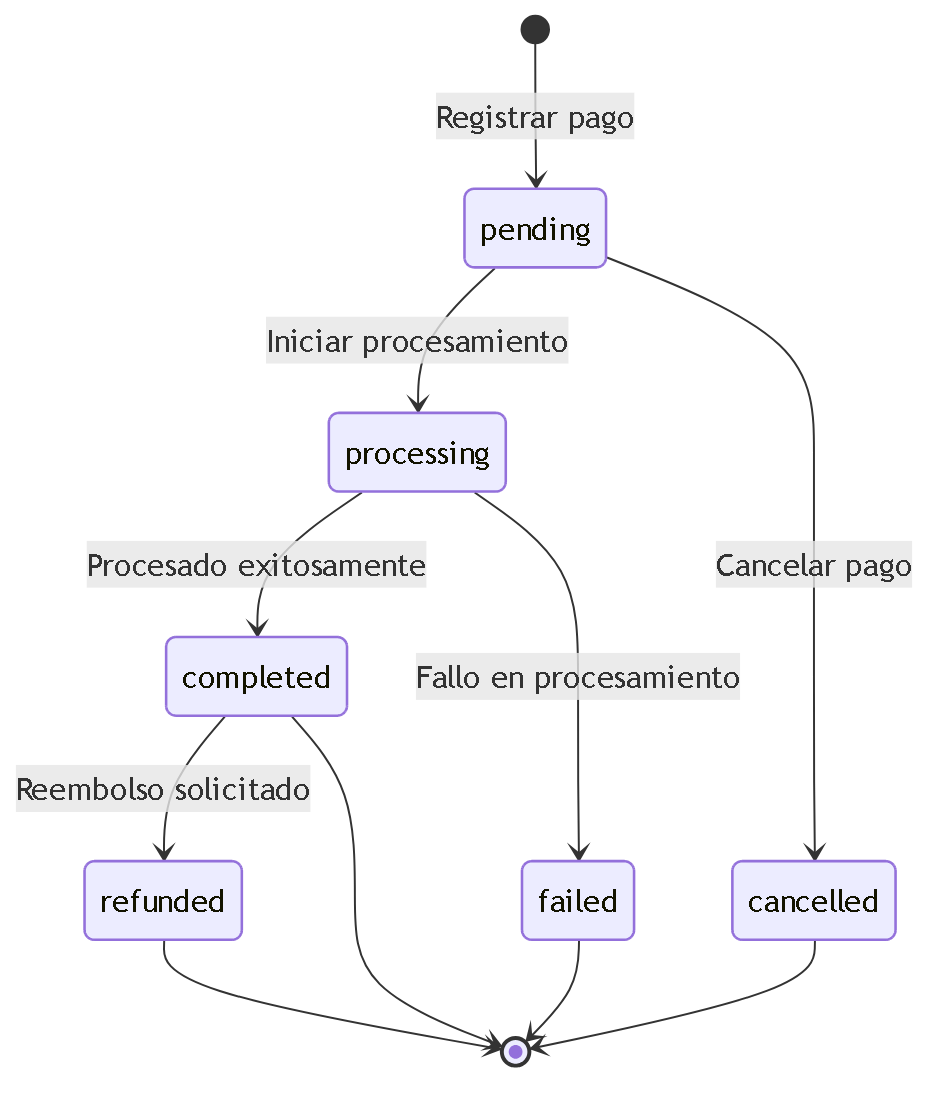 Registrar pago
pending
Iniciar procesamiento
processing
Procesado exitosamente
Cancelar pago
completed
Fallo en procesamiento
Reembolso solicitado
refunded
failed
cancelled